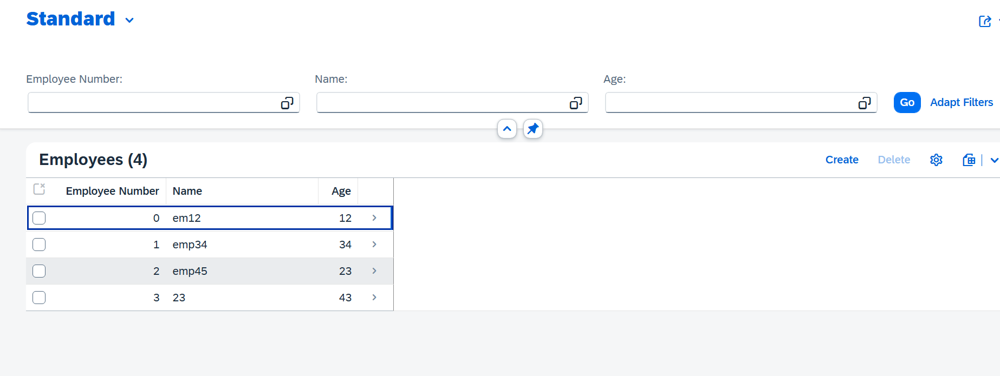 Standard
Employee Number: Name: Age:
Go Adapt Filters
Employees (4) Create Delete
Employee Number Name Age
0 em12 12
1 emp34 34
2 emp45 23
3 23 43